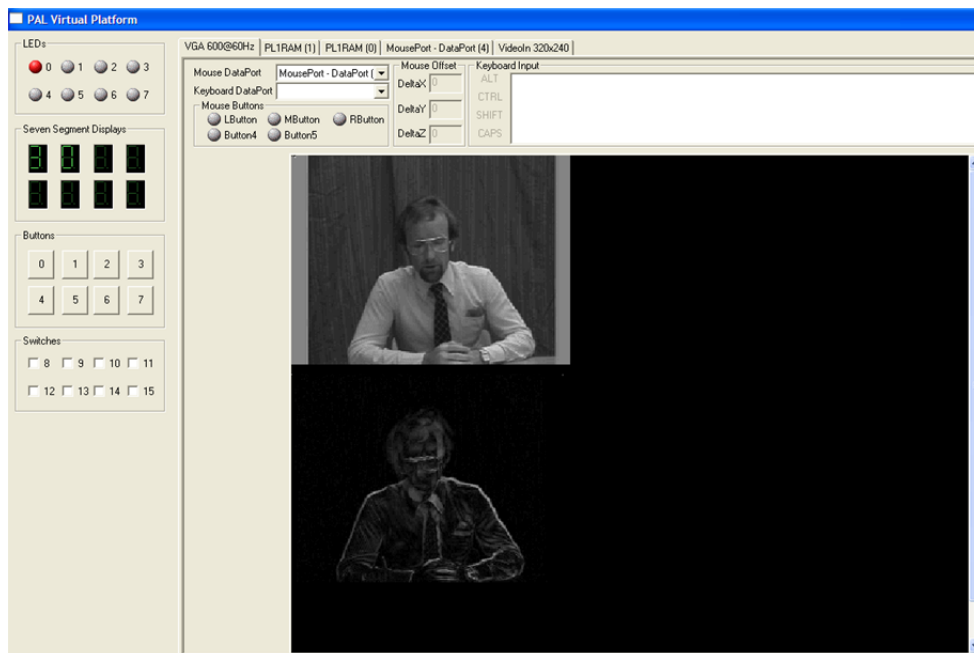 PAL Virtual Platform
LEDs
0 1 2 3
4 5 6 7
Seven Segment Displays
30
Buttons
0 1 2 3
4 5 6 7
Switches
8 9 10 11
12 13 14 15
VGA 600@60Hz PL1RAM (1) PL1RAM (0) MousePort - DataPort (4) VideoIn 320x240
Mouse DataPort MousePort - DataPort (
Keyboard DataPort
Mouse Buttons
LButton MButton RButton
Button4 Button5
Mouse Offset
DeltaX 0
DeltaY 0
DeltaZ 0
Keyboard Input
ALT
CTRL
SHIFT
CAPS